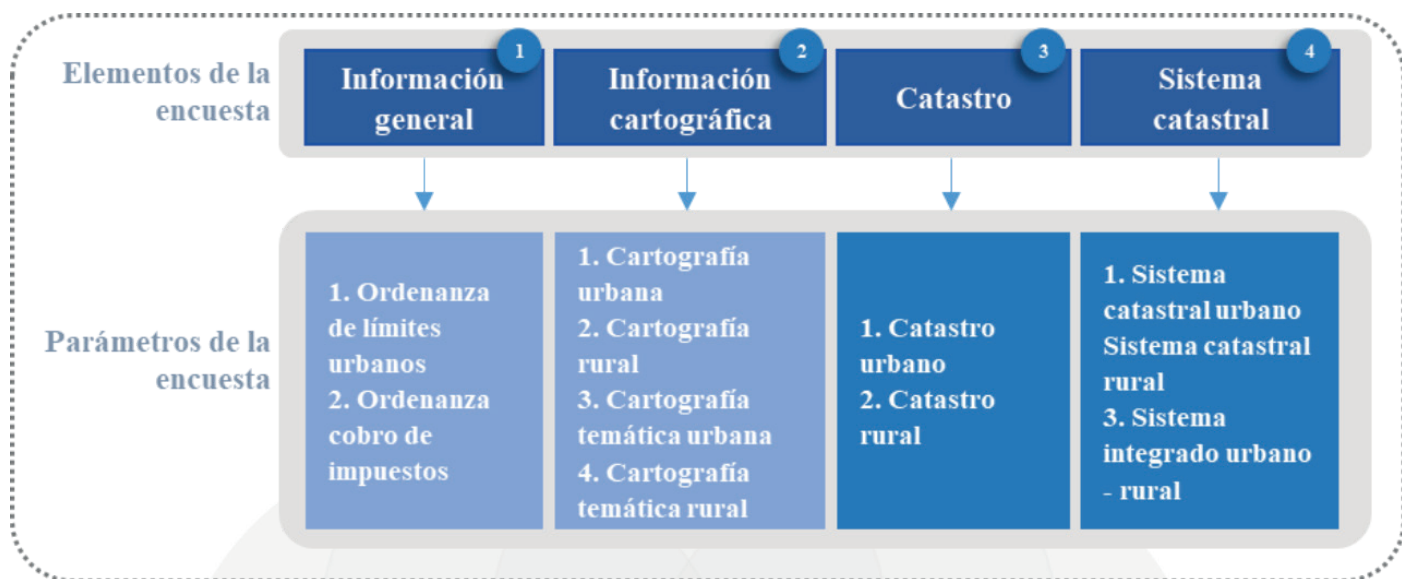 Elementos de la
encuesta
1
Información
general
2
Información
cartográfica
3
Catastro
4
Sistema
catastral
Parámetros de la
encuesta
1. Ordenanza
de límites
urbanos
2. Ordenanza
cobro de
impuestos
1. Cartografía
urbana
2. Cartografía
rural
3. Cartografía
temática urbana
4. Cartografía
temática rural
1. Catastro
urbano
2. Catastro
rural
1. Sistema
catastral urbano
Sistema catastral
rural
3. Sistema
integrado urbano
- rural